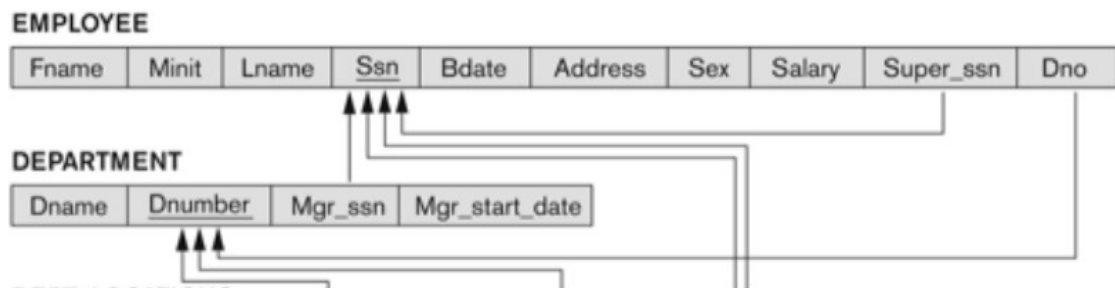 EMPLOYEE
Fname Minit Lname Ssn Bdate Address Sex Salary Super_ssn Dno
DEPARTMENT
Dname Dnumber Mgr_ssn Mgr_start_date